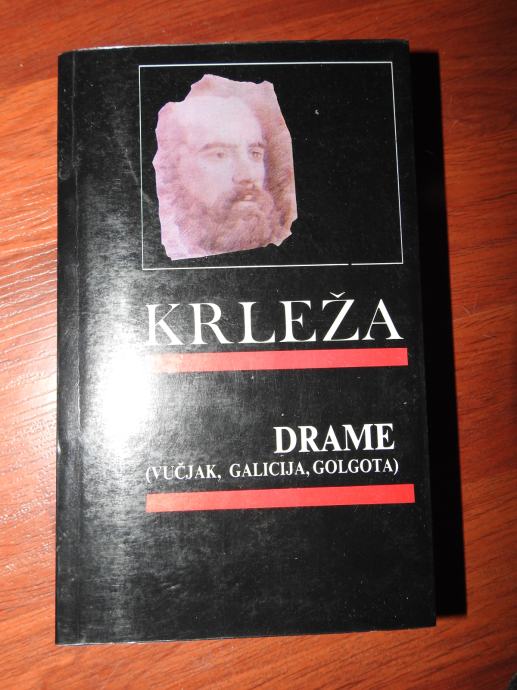 KRLEŽA
DRAME
(VUČJAK, GALICIJA, GOLGOTA)